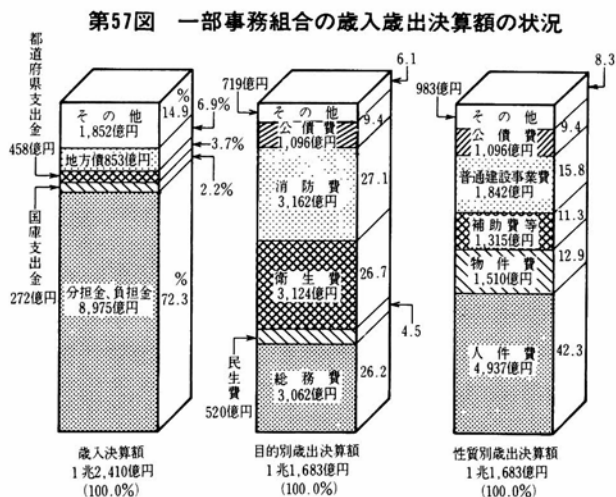 第57図 一部事務組合の歳入歳出決算額の状況
都道府県支出金
458億円
国庫支出金
272億円
%
その他
1,852億円
14.9
6.9%
地方債853億円
3.7%
2.2%
分担金、負担金
8,975億円
%
72.3
歳入決算額
1兆2,410億円
(100.0%)
719億円
6.1
その他
公債費
1,096億円
9.4
消防費
3,162億円
27.1
衛生費
3,124億円
26.7
4.5
民生費
520億円
総務費
3,062億円
26.2
目的別歳出決算額
1兆1,683億円
(100.0%)
983億円
8.3
その他
公債費
1,096億円
9.4
普通建設事業費
1,842億円
15.8
補助費等
1,315億円
11.3
物件費
1,510億円
12.9
人件費
4,937億円
42.3
性質別歳出決算額
1兆1,683億円
(100.0%)